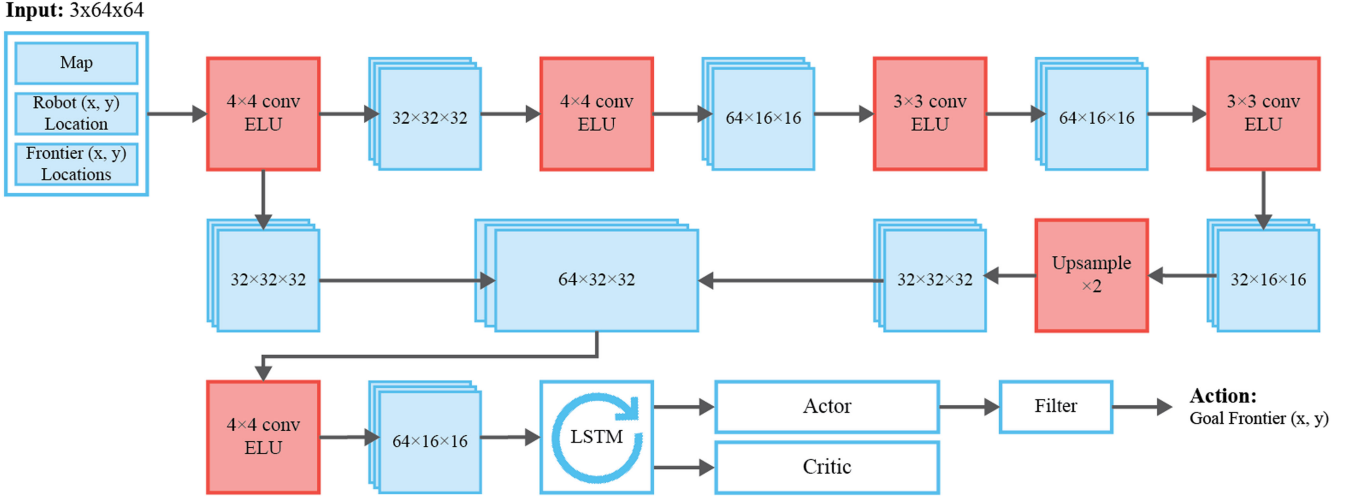 Input: 3x64x64
Map
Robot (x, y)
Location
Frontier (x, y)
Locations
4×4 conv
ELU
32×32×32
4×4 conv
ELU
64×16×16
3×3 conv
ELU
64×16×16
3×3 conv
ELU
32×32×32
64×32×32
32×32×32
Upsample
×2
32×16×16
4×4 conv
ELU
64×16×16
LSTM
Actor
Critic
Filter
Action:
Goal Frontier (x, y)